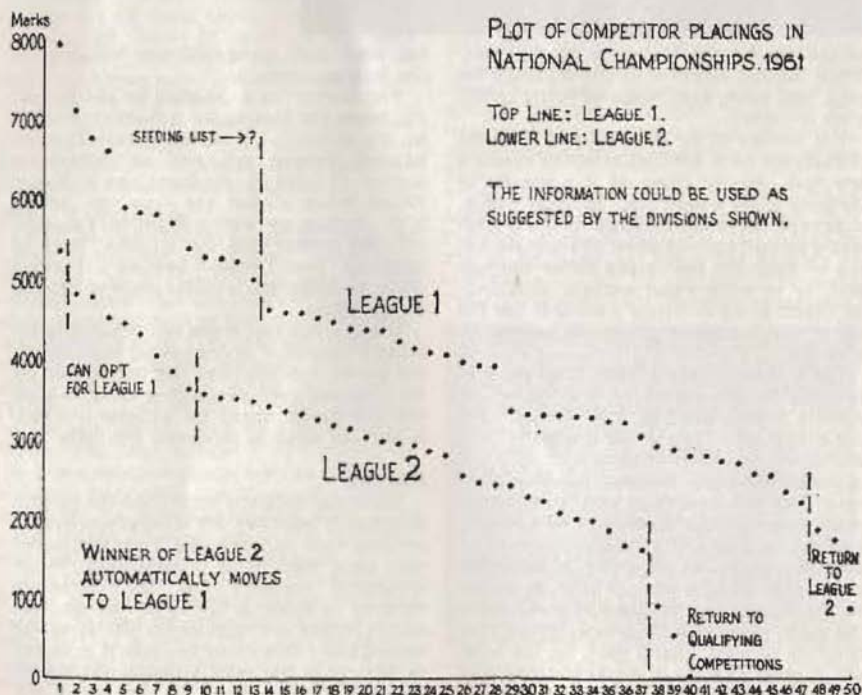 Marks
8000
7000
6000
5000
4000
3000
2000
1000
0
PLOT OF COMPETITOR PLACINGS IN
NATIONAL CHAMPIONSHIPS.1981
TOP LINE: LEAGUE 1.
LOWER LINE: LEAGUE 2.
THE INFORMATION COULD BE USED AS
SUGGESTED BY THE DIVISIONS SHOWN.
SEEDING LIST →?
LEAGUE 1
CAN OPT
FOR LEAGUE 1
LEAGUE 2
WINNER OF LEAGUE 2
AUTOMATICALLY MOVES
TO LEAGUE 1
RETURN TO
QUALIFYING
COMPETITIONS
RETURN
TO
LEAGUE
2
1 2 3 4 5 6 7 8 9 10 11 12 13 14 15 16 17 18 19 20 21 22 23 24 25 26 27 28 29 30 31 32 33 34 35 36 37 38 39 40 41 42 43 44 45 46 47 48 49 50